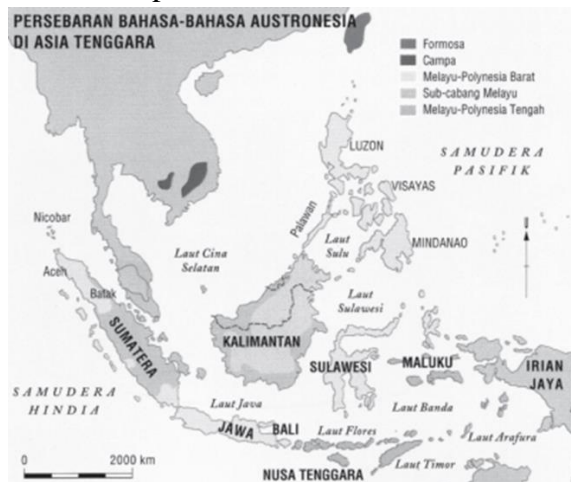 PERSEBARAN BAHASA-BAHASA AUSTRONESIA
DI ASIA TENGGARA
Formosa
Campa
Melayu-Polynesia Barat
Sub-cabang Melayu
Melayu-Polynesia Tengah
LUZON
SAMUDERA
PASIFIK
VISAYAS
Palawan
Nicobar
Laut Cina
Selatan
Laut
Sulu
MINDANAO
Aceh
Batak
Laut
Sulawesi
SUMATERA
KALIMANTAN
SULAWESI
MALUKU
IRIAN
JAYA
SAMUDERA
HINDIA
Laut Java
Laut Banda
JAWA
BALI
Laut Flores
Laut Arafura
Laut Timor
0
2000 km
NUSA TENGGARA